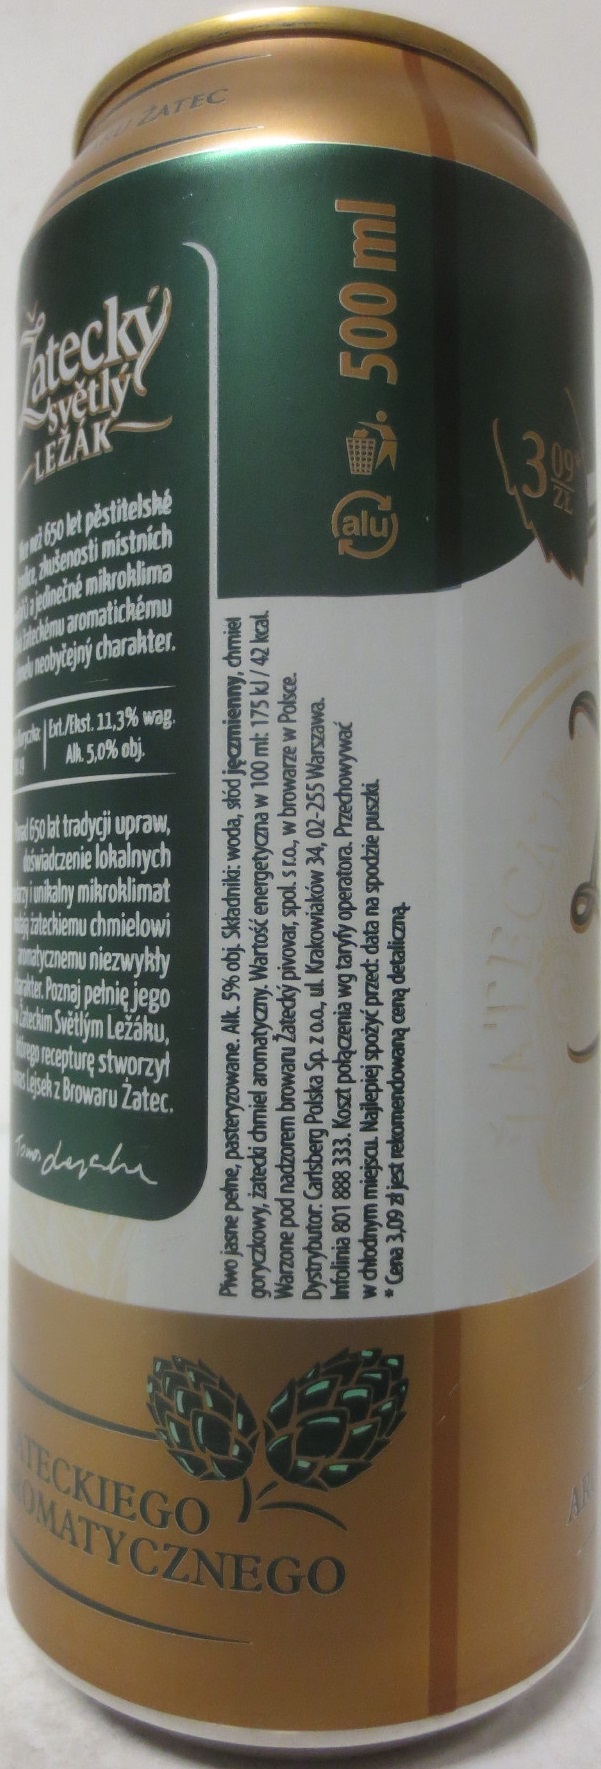 ŽATEC
Žatecký
světlý
LEŽÁK
než 650 let pěstitelské
zkušenosti místních
a jedinečné mikroklima
žateckému aromatickému
neobyčejný charakter.
Ext./Ekst. 11,3% wag.
Alk. 5,0% obj.
650 lat tradycji upraw,
doświadczenie lokalnych
i unikalny mikroklimat
żateckiemu chmielowi
aromatycznemu niezwykły
charakter. Poznaj pełnię jego
w Žateckim Světlým Ležáku,
którego recepturę stworzył
Lejsek z Browaru Žatec.
500 ml
alu
3 09*
ZŁ
Piwo jasne pełne, pasteryzowane. Alk. 5% obj. Składniki: woda, słód jęczmienny, chmiel
goryczkowy, żatecki chmiel aromatyczny. Wartość energetyczna w 100 ml: 175 kJ / 42 kcal.
Warzone pod nadzorem browaru Žatecký pivovar, spol. s r.o., w browarze w Polsce.
Dystrybutor: Carlsberg Polska Sp. z o.o., ul. Krakowiaków 34, 02-255 Warszawa.
Infolinia 801 888 333. Koszt połączenia wg taryfy operatora. Przechowywać
w chłodnym miejscu. Najlepiej spożyć przed: data na spodzie puszki.
* Cena 3,09 zł jest rekomendowaną ceną detaliczną.
ATECKIEGO
ROMATYCZNEGO